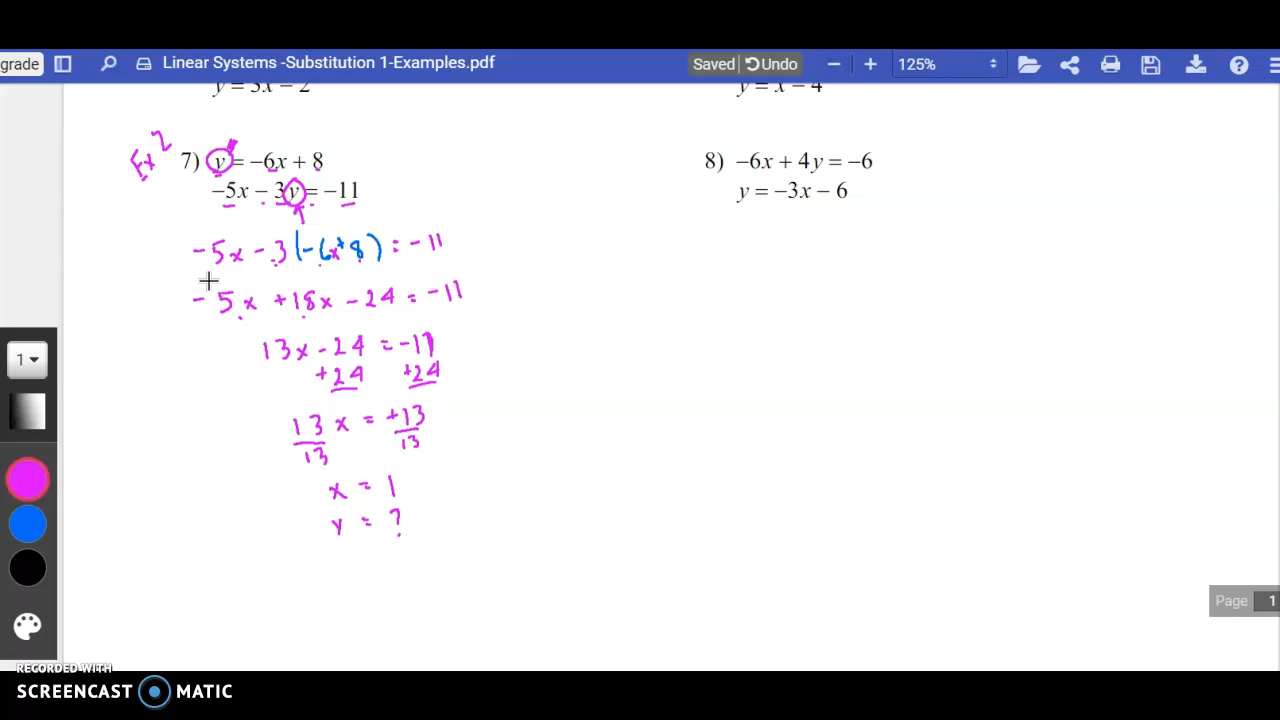 grade
Linear Systems -Substitution 1-Examples.pdf
Saved
Undo
125%
y = 3x − 2
y = x − 4
Ex 2
7) y = −6x + 8
−5x − 3y = −11
-5x - 3(-6x+8) = -11
-5x +18x - 24 = -11
13x - 24 = -11
+24 +24
13x = +13
13 13
x = 1
y = ?
8) −6x + 4y = −6
y = −3x − 6
1
Page 1
RECORDED WITH
SCREENCAST MATIC